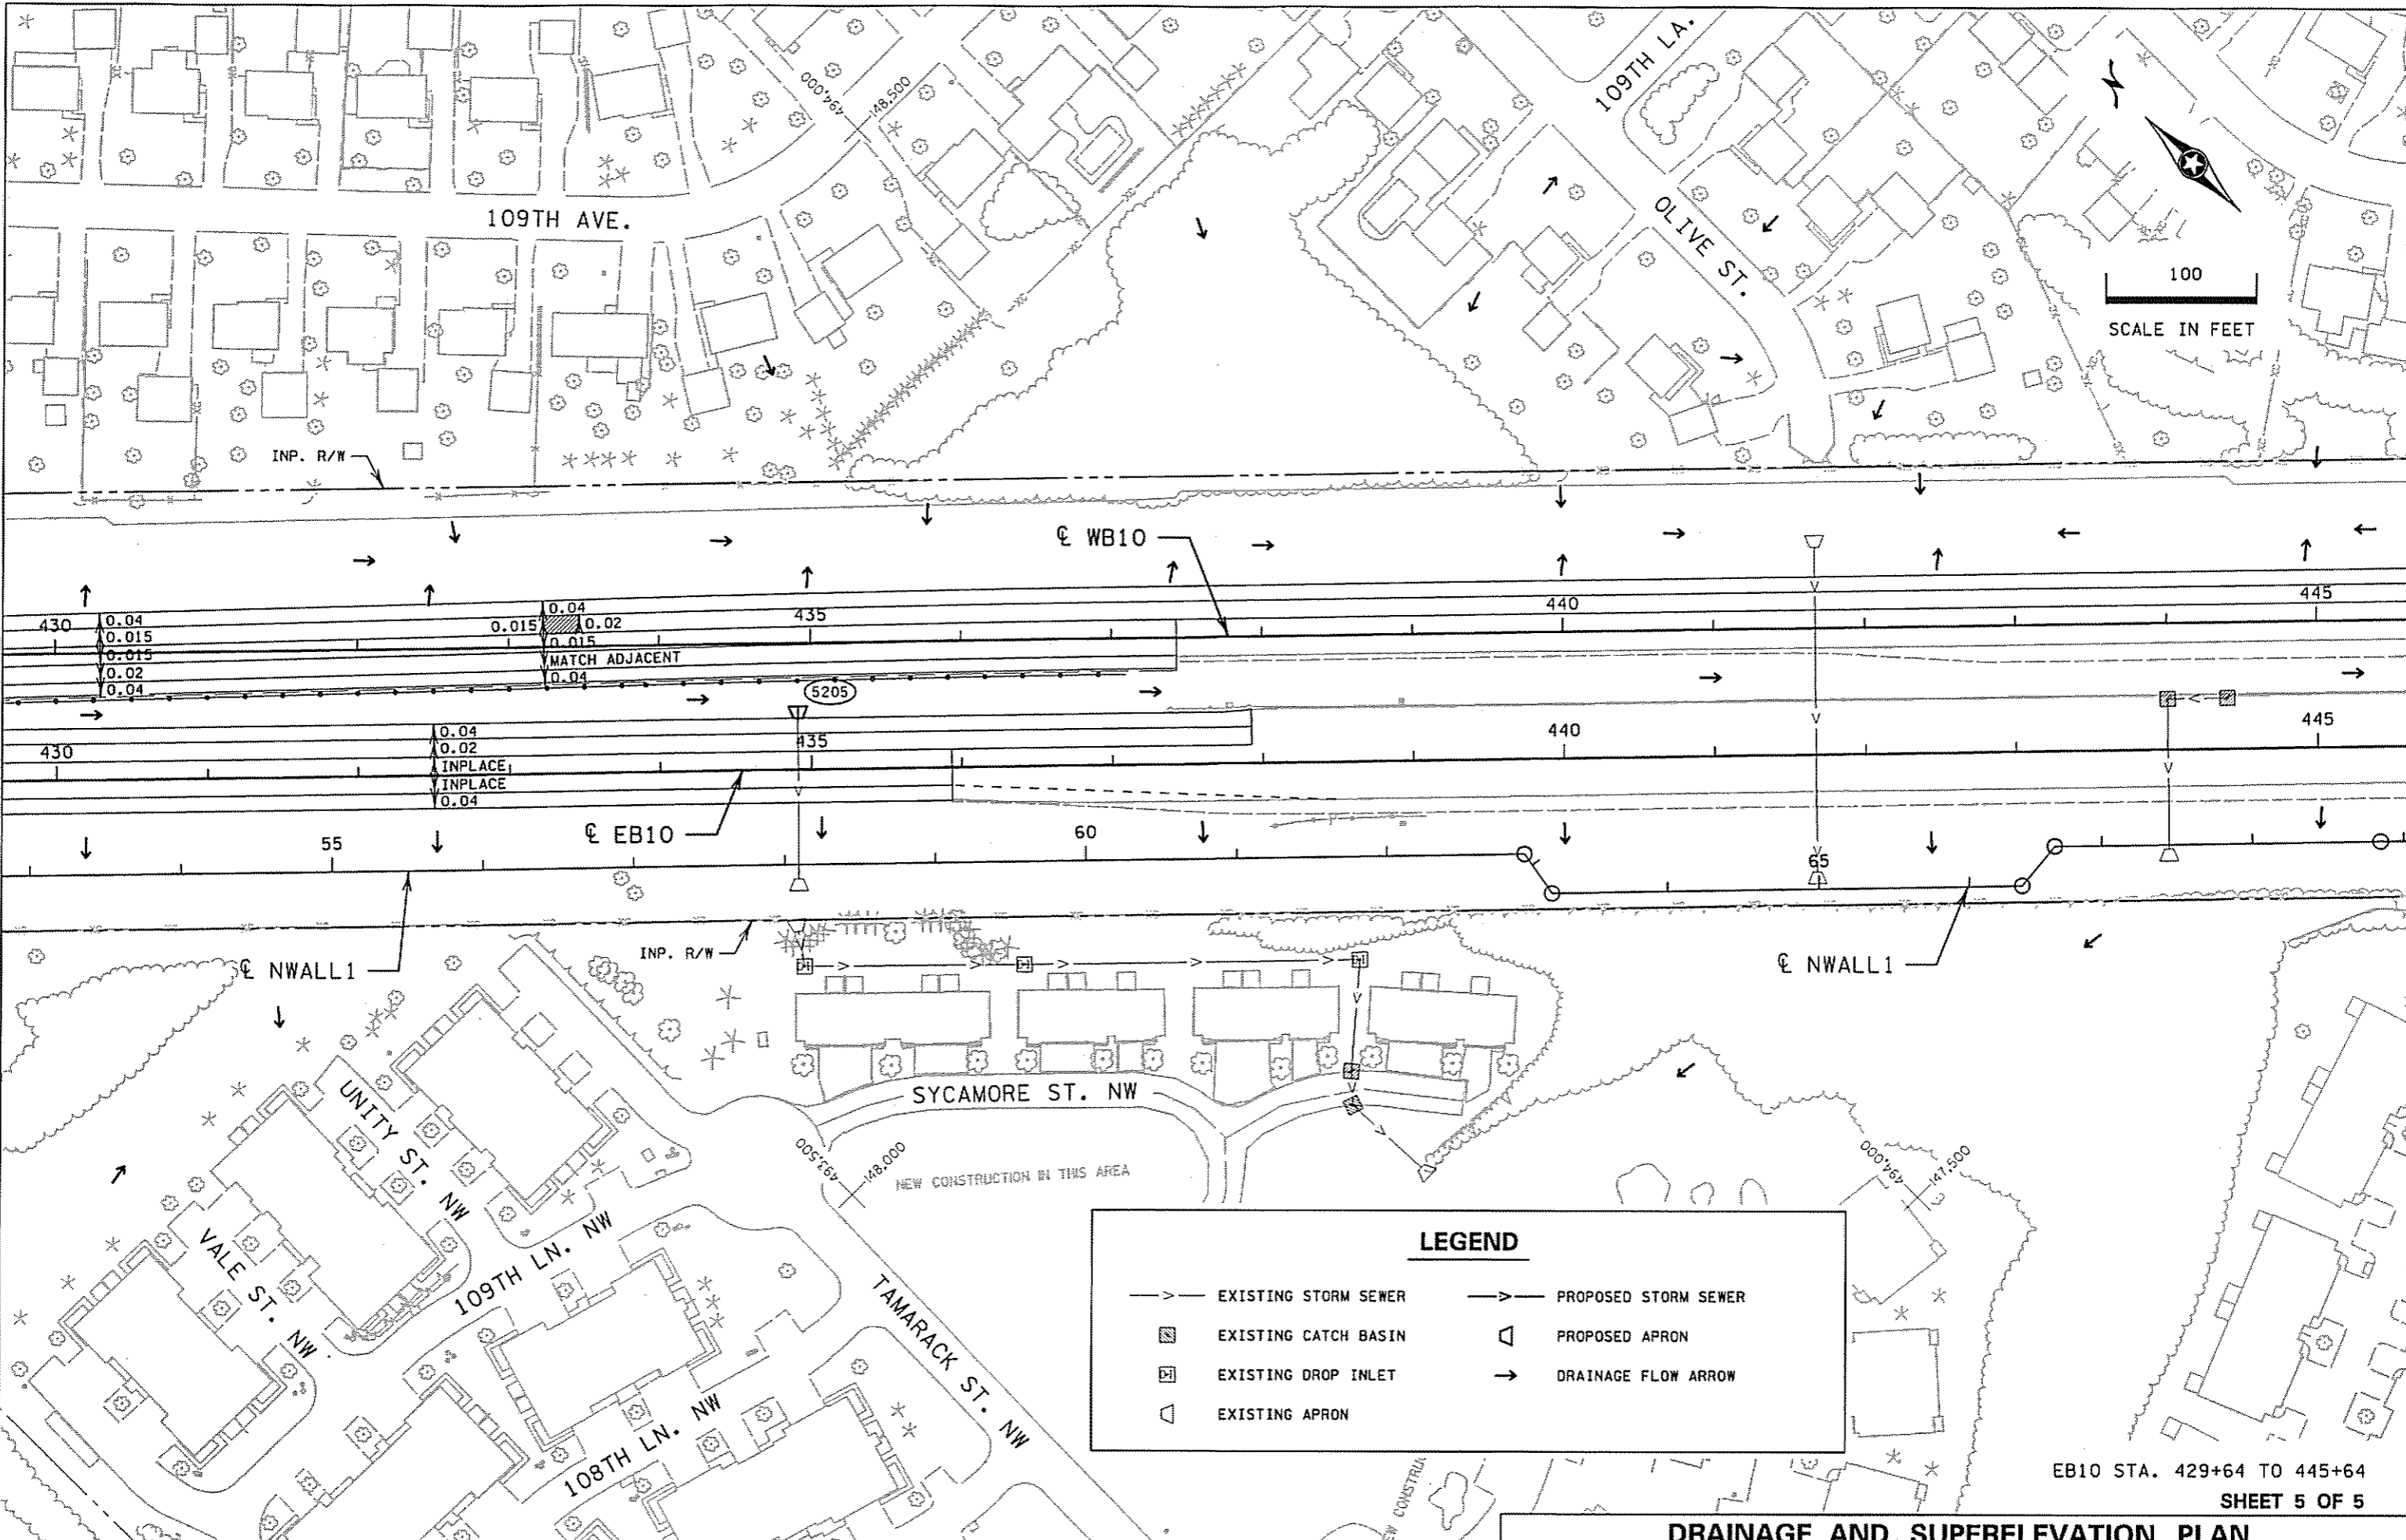 109TH LA.
494,000
148,500
N
109TH AVE.
OLIVE ST.
100
SCALE IN FEET
INP. R/W
℄ WB10
430
0.04
0.015
0.015
0.02
0.04
0.04
0.015
0.02
0.015
MATCH ADJACENT
0.04
435
440
445
5205
430
0.04
0.02
INPLACE
INPLACE
0.04
435
440
445
℄ EB10
55
60
65
℄ NWALL1
INP. R/W
℄ NWALL1
SYCAMORE ST. NW
UNITY ST. NW
493,500
148,000
NEW CONSTRUCTION IN THIS AREA
494,000
147,500
VALE ST. NW
109TH LN. NW
TAMARACK ST. NW
108TH LN. NW
LEGEND
EXISTING STORM SEWER
PROPOSED STORM SEWER
EXISTING CATCH BASIN
PROPOSED APRON
EXISTING DROP INLET
DRAINAGE FLOW ARROW
EXISTING APRON
EB10 STA. 429+64 TO 445+64
SHEET 5 OF 5
DRAINAGE AND SUPERELEVATION PLAN